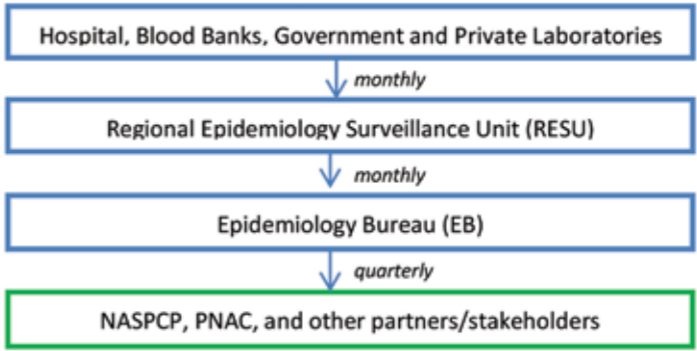 Hospital, Blood Banks, Government and Private Laboratories
monthly
Regional Epidemiology Surveillance Unit (RESU)
monthly
Epidemiology Bureau (EB)
quarterly
NASPCP, PNAC, and other partners/stakeholders